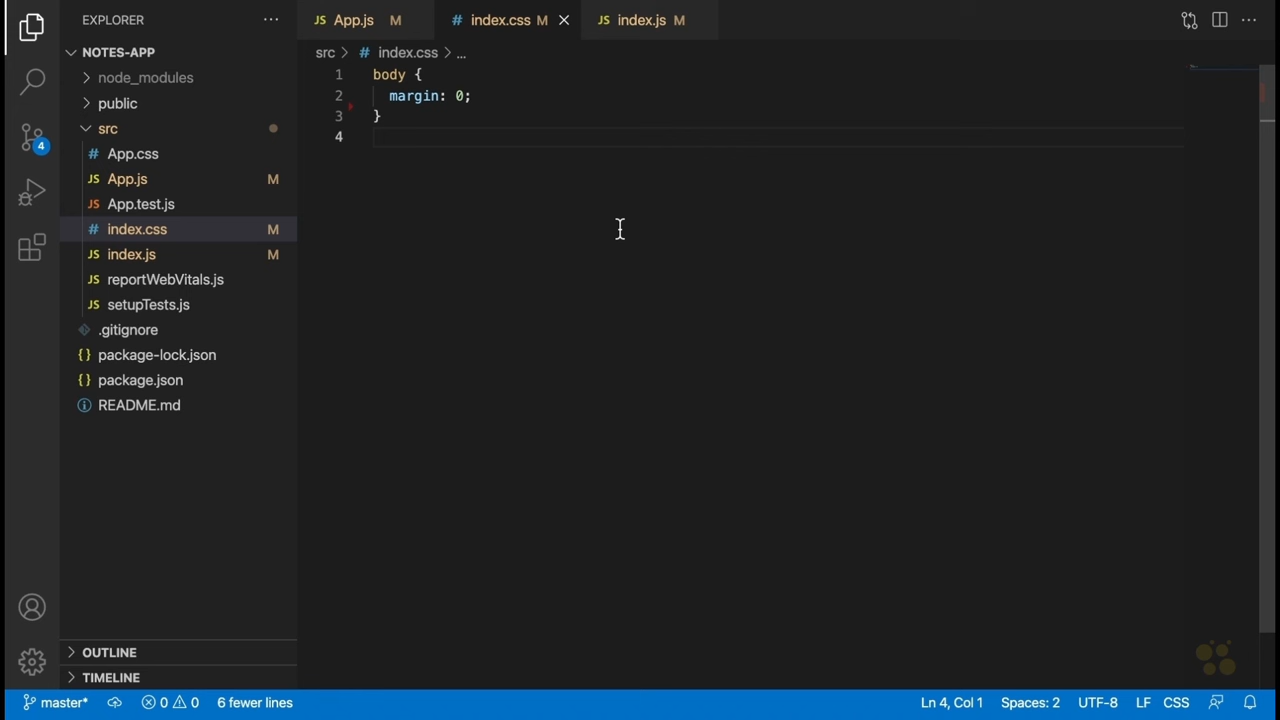 EXPLORER
NOTES-APP
node_modules
public
src
# App.css
JS App.js M
JS App.test.js
# index.css M
JS index.js M
JS reportWebVitals.js
JS setupTests.js
.gitignore
{} package-lock.json
{} package.json
README.md
OUTLINE
TIMELINE
4
JS App.js M
# index.css M
JS index.js M
src > # index.css > ...
1 body {
2 margin: 0;
3 }
4
master* 0 0 6 fewer lines
Ln 4, Col 1 Spaces: 2 UTF-8 LF CSS